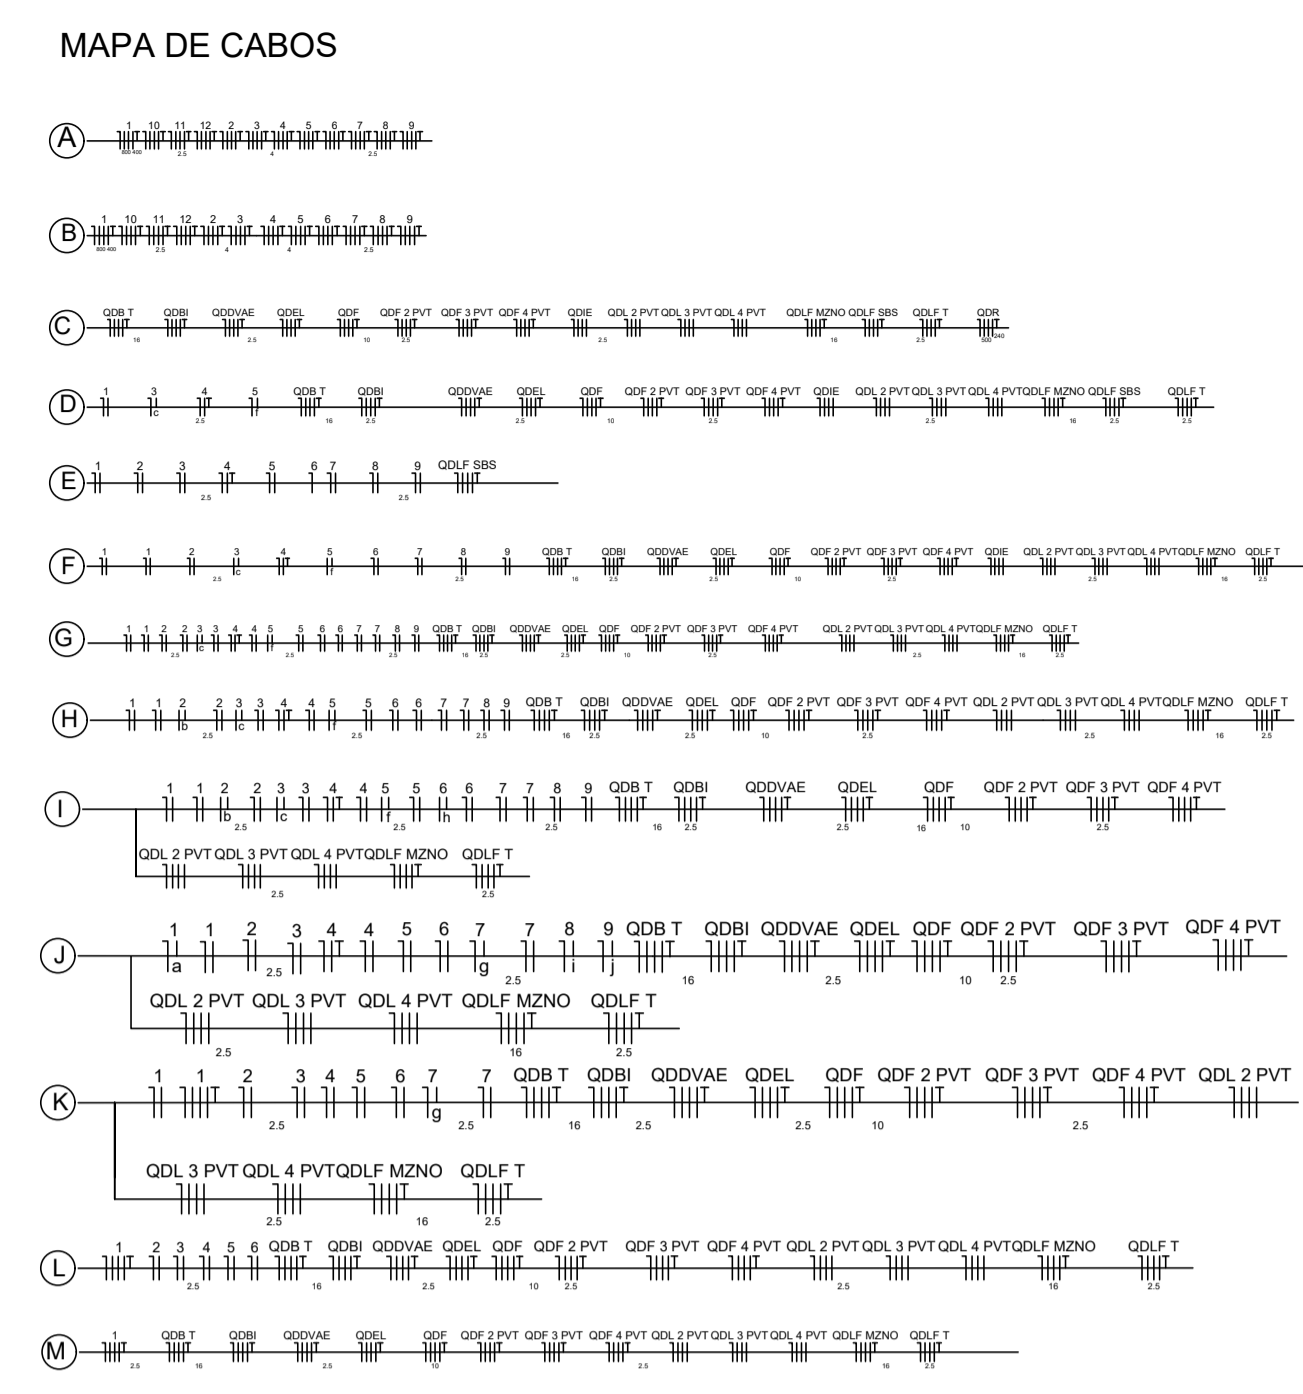 MAPA DE CABOS
A
1 10 11 12 2 3 4 5 6 7 8 9
800 400 2.5 4 2.5
B
1 10 11 12 2 3 4 5 6 7 8 9
800 400 2.5 4 4 2.5
C
QDB T QDBI QDDVAE QDEL QDF QDF 2 PVT QDF 3 PVT QDF 4 PVT QDIE QDL 2 PVT QDL 3 PVT QDL 4 PVT QDLF MZNO QDLF SBS QDLF T QDR
16 2.5 10 2.5 2.5 16 2.5 500 240
D
1 3 4 5 QDB T QDBI QDDVAE QDEL QDF QDF 2 PVT QDF 3 PVT QDF 4 PVT QDIE QDL 2 PVT QDL 3 PVT QDL 4 PVT QDLF MZNO QDLF SBS QDLF T
c f
2.5 16 2.5 2.5 10 2.5 2.5 16 2.5 2.5
E
1 2 3 4 5 6 7 8 9 QDLF SBS
2.5 2.5
F
1 1 2 3 4 5 6 7 8 9 QDB T QDBI QDDVAE QDEL QDF QDF 2 PVT QDF 3 PVT QDF 4 PVT QDIE QDL 2 PVT QDL 3 PVT QDL 4 PVT QDLF MZNO QDLF T
c f
2.5 2.5 16 2.5 2.5 10 2.5 2.5 16 2.5
G
1 1 2 2 3 3 4 4 5 5 6 6 7 7 8 9 QDB T QDBI QDDVAE QDEL QDF QDF 2 PVT QDF 3 PVT QDF 4 PVT QDL 2 PVT QDL 3 PVT QDL 4 PVT QDLF MZNO QDLF T
c f
2.5 2.5 2.5 16 2.5 2.5 10 2.5 2.5 16 2.5
H
1 1 2 2 3 3 4 4 5 5 6 6 7 7 8 9 QDB T QDBI QDDVAE QDEL QDF QDF 2 PVT QDF 3 PVT QDF 4 PVT QDL 2 PVT QDL 3 PVT QDL 4 PVT QDLF MZNO QDLF T
b c f
2.5 2.5 2.5 16 2.5 2.5 10 2.5 2.5 16 2.5
I
1 1 2 2 3 3 4 4 5 5 6 6 7 7 8 9 QDB T QDBI QDDVAE QDEL QDF QDF 2 PVT QDF 3 PVT QDF 4 PVT
b c f h
2.5 2.5 2.5 16 2.5 2.5 16 10 2.5
QDL 2 PVT QDL 3 PVT QDL 4 PVT QDLF MZNO QDLF T
2.5 2.5
J
1 1 2 3 4 4 5 6 7 7 8 9 QDB T QDBI QDDVAE QDEL QDF QDF 2 PVT QDF 3 PVT QDF 4 PVT
a g i j
2.5 2.5 16 2.5 10 2.5
QDL 2 PVT QDL 3 PVT QDL 4 PVT QDLF MZNO QDLF T
2.5 16 2.5
K
1 1 2 3 4 5 6 7 7 QDB T QDBI QDDVAE QDEL QDF QDF 2 PVT QDF 3 PVT QDF 4 PVT QDL 2 PVT
g
2.5 2.5 16 2.5 2.5 10 2.5
QDL 3 PVT QDL 4 PVT QDLF MZNO QDLF T
2.5 16 2.5
L
1 2 3 4 5 6 QDB T QDBI QDDVAE QDEL QDF QDF 2 PVT QDF 3 PVT QDF 4 PVT QDL 2 PVT QDL 3 PVT QDL 4 PVT QDLF MZNO QDLF T
2.5 16 2.5 10 2.5 2.5 16 2.5
M
1 QDB T QDBI QDDVAE QDEL QDF QDF 2 PVT QDF 3 PVT QDF 4 PVT QDL 2 PVT QDL 3 PVT QDL 4 PVT QDLF MZNO QDLF T
2.5 16 2.5 10 2.5 16 2.5